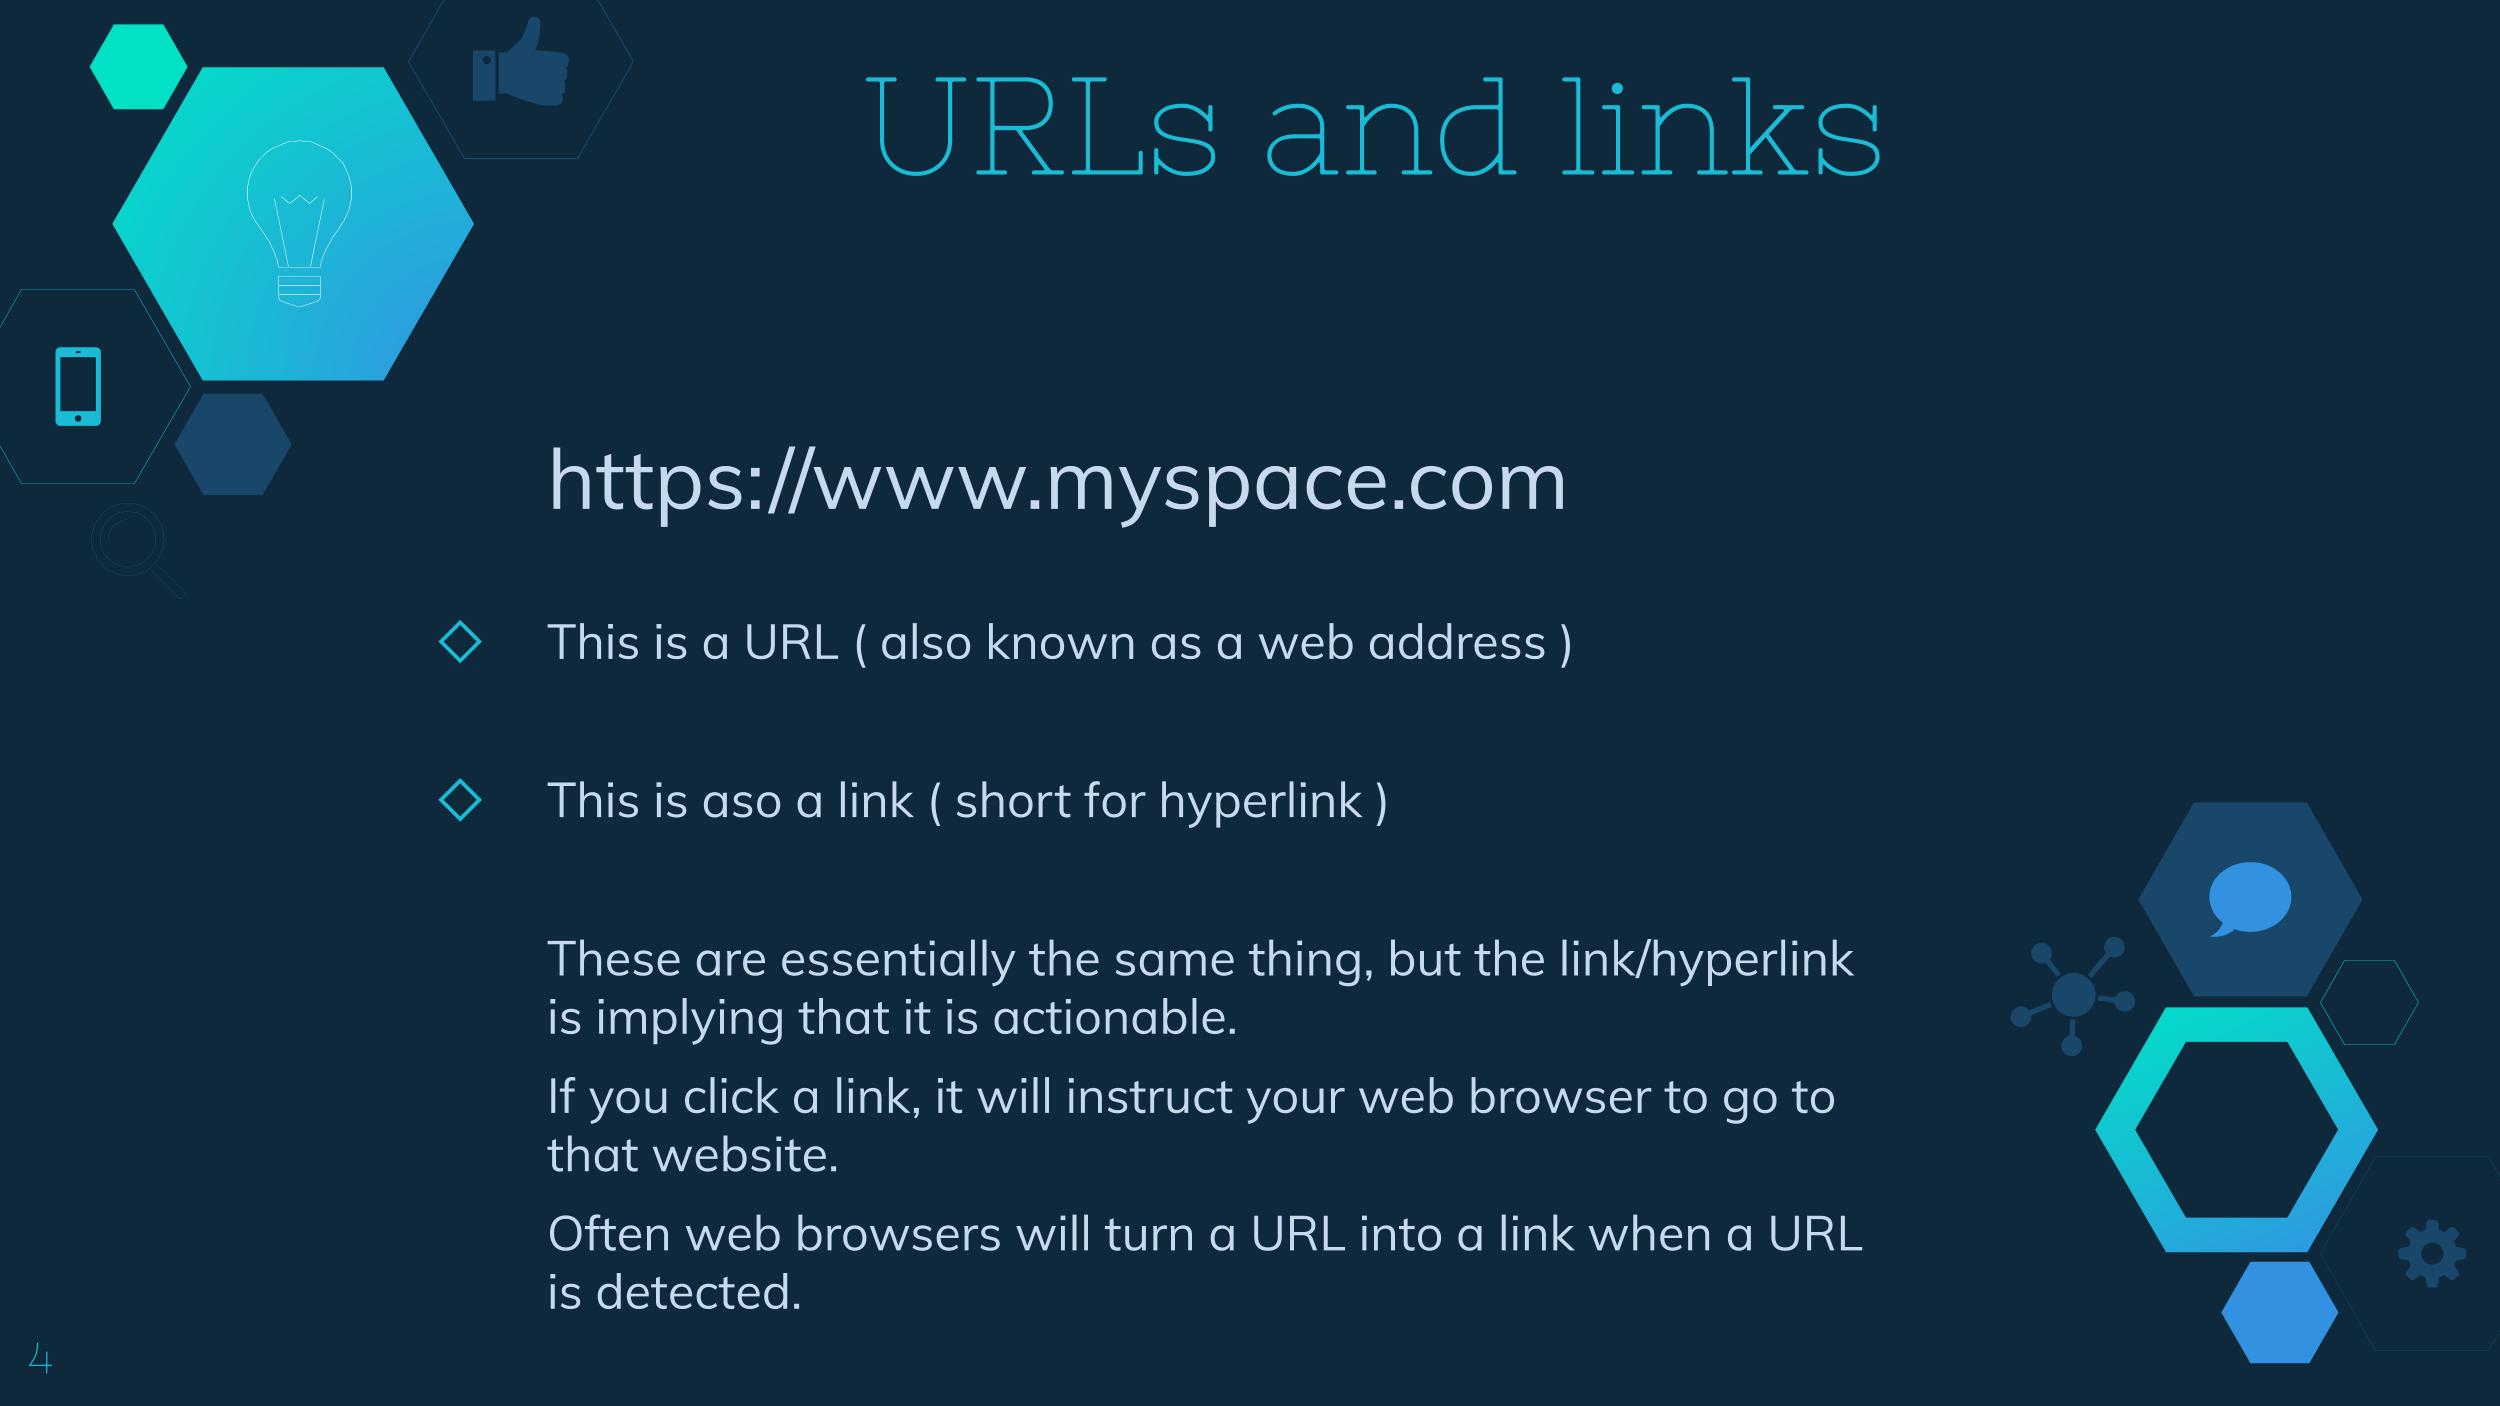 URLs and links
https://www.myspace.com
This is a URL ( also known as a web address )
This is aso a link ( short for hyperlink )
These are essentially the same thing, but the link/hyperlink
is implying that it is actionable.
If you click a link, it will instruct your web browser to go to
that website.
Often web browsers will turn a URL into a link when a URL
is detected.
4